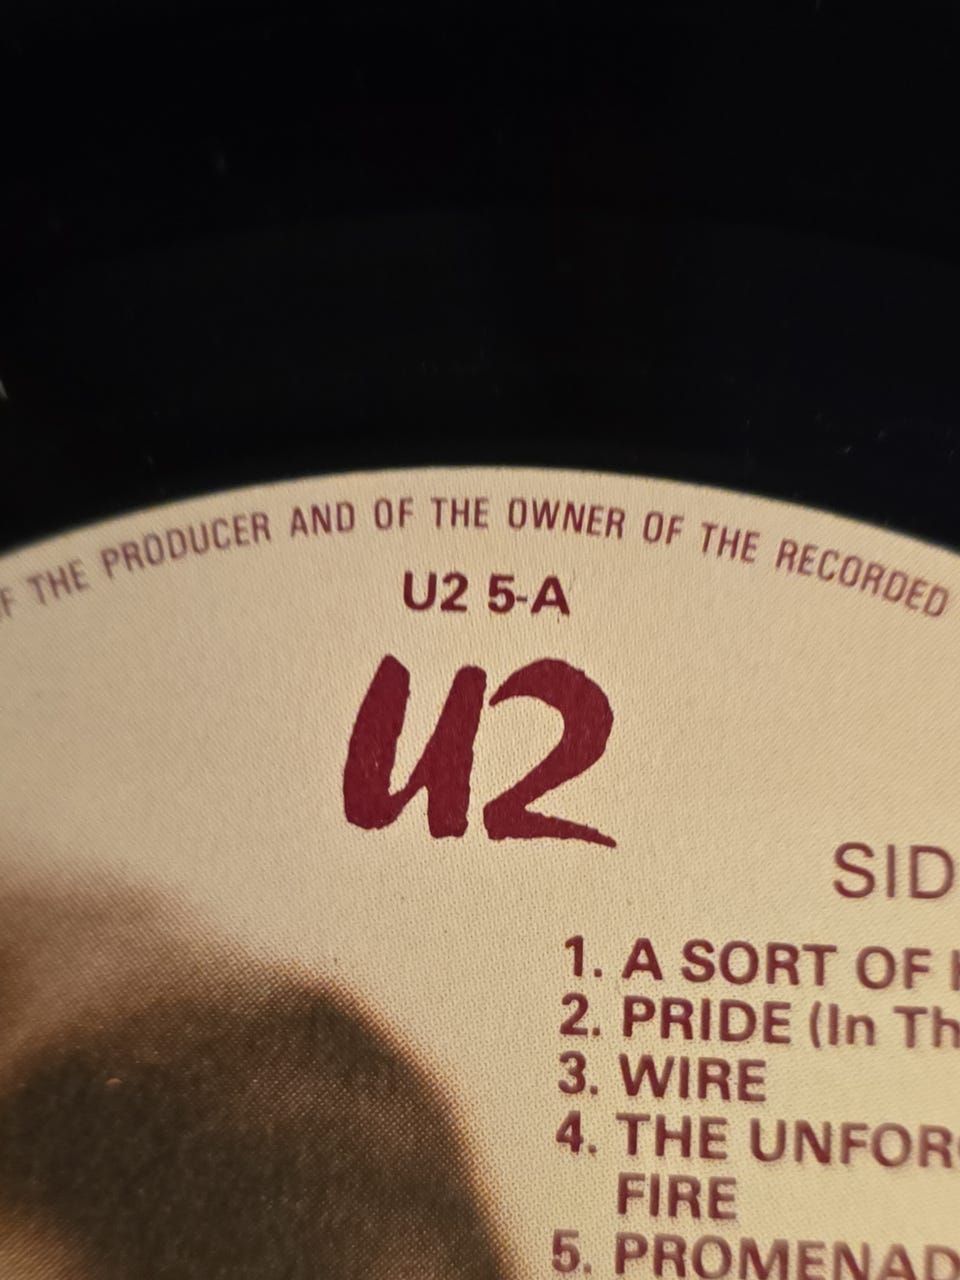 THE PRODUCER AND OF THE OWNER OF THE RECORDED
U2 5-A
U2
SID
1. A SORT OF
2. PRIDE (In Th
3. WIRE
4. THE UNFOR
FIRE
5. PROMENAD